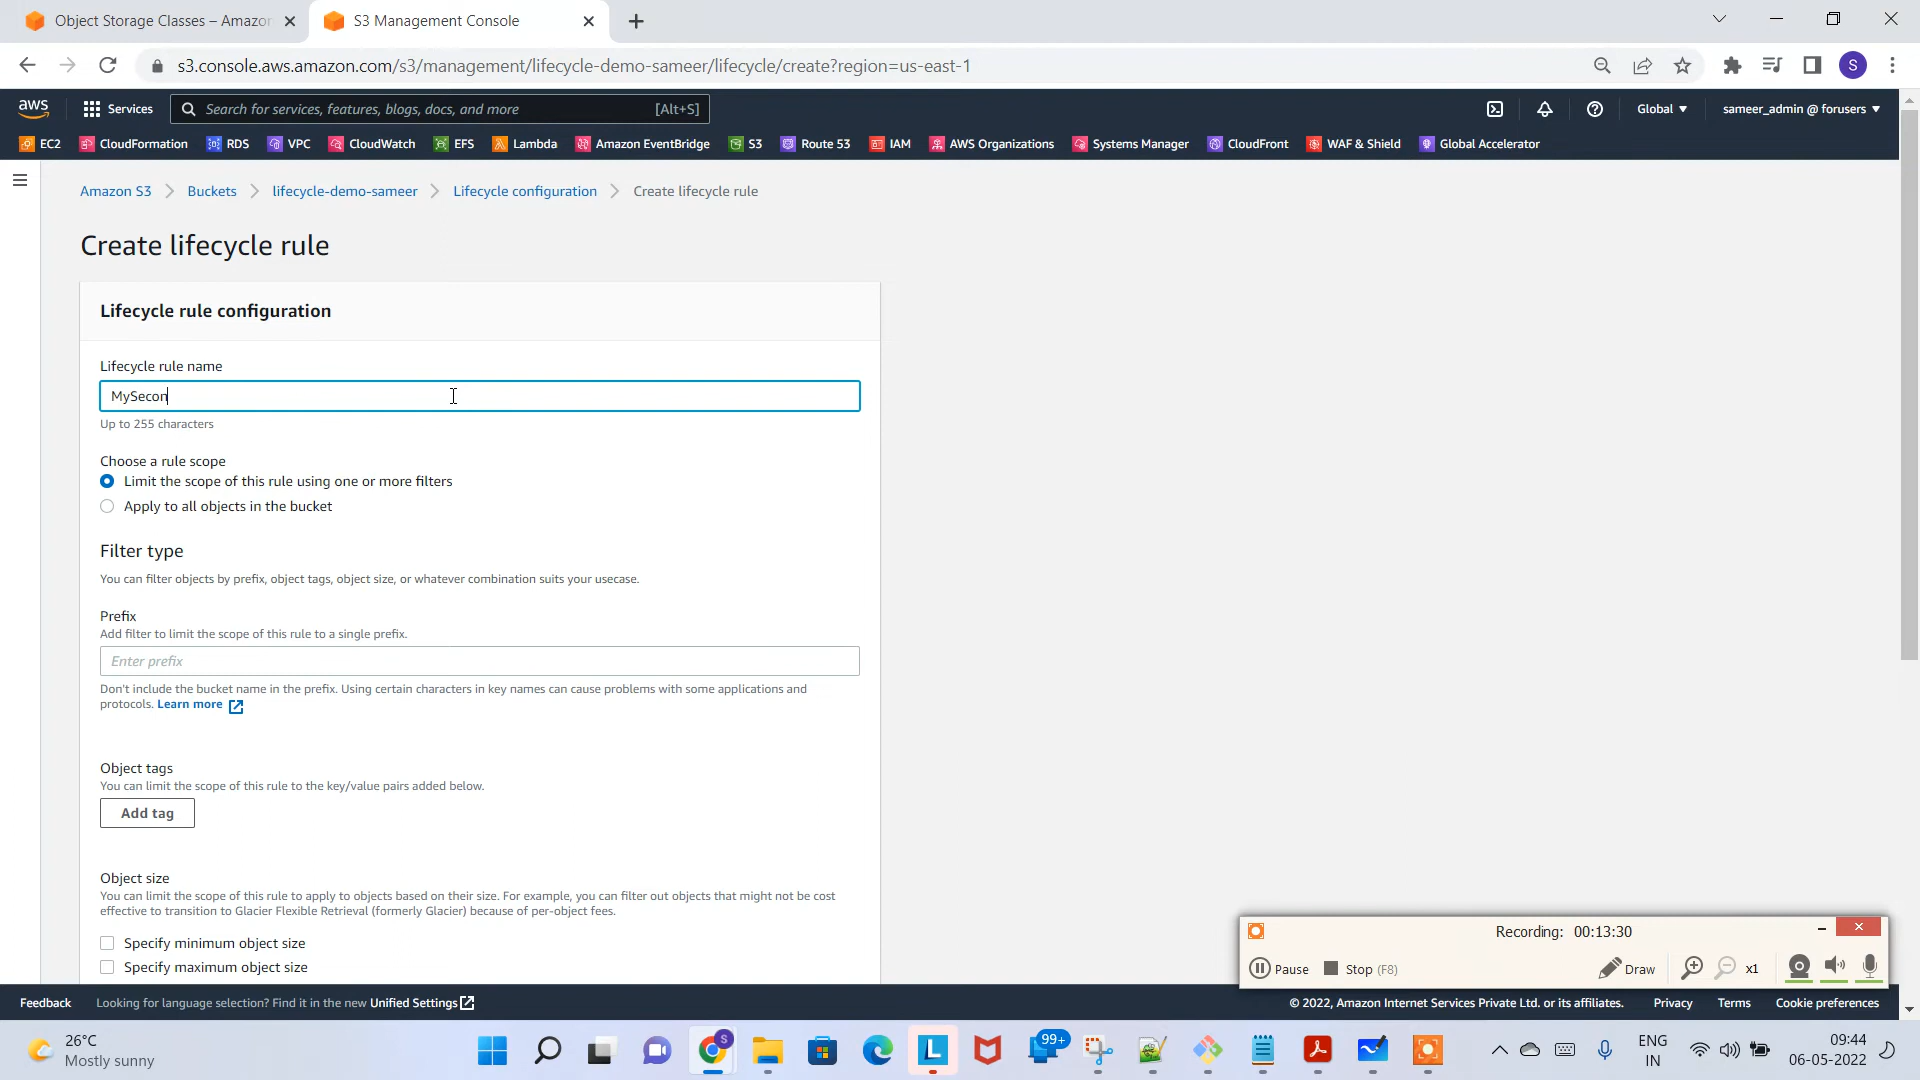 Object Storage Classes – Amazon
S3 Management Console
s3.console.aws.amazon.com/s3/management/lifecycle-demo-sameer/lifecycle/create?region=us-east-1
S
aws
Services
Search for services, features, blogs, docs, and more
[Alt+S]
Global
sameer_admin @ forusers
EC2
CloudFormation
RDS
VPC
CloudWatch
EFS
Lambda
Amazon EventBridge
S3
Route 53
IAM
AWS Organizations
Systems Manager
CloudFront
WAF & Shield
Global Accelerator
Amazon S3
Buckets
lifecycle-demo-sameer
Lifecycle configuration
Create lifecycle rule
Create lifecycle rule
Lifecycle rule configuration
Lifecycle rule name
MySecon
Up to 255 characters
Choose a rule scope
Limit the scope of this rule using one or more filters
Apply to all objects in the bucket
Filter type
You can filter objects by prefix, object tags, object size, or whatever combination suits your usecase.
Prefix
Add filter to limit the scope of this rule to a single prefix.
Enter prefix
Don't include the bucket name in the prefix. Using certain characters in key names can cause problems with some applications and
protocols. Learn more
Object tags
You can limit the scope of this rule to the key/value pairs added below.
Add tag
Object size
You can limit the scope of this rule to apply to objects based on their size. For example, you can filter out objects that might not be cost
effective to transition to Glacier Flexible Retrieval (formerly Glacier) because of per-object fees.
Specify minimum object size
Specify maximum object size
Recording: 00:13:30
Pause
Stop (F8)
Draw
x1
Feedback
Looking for language selection? Find it in the new Unified Settings
© 2022, Amazon Internet Services Private Ltd. or its affiliates.
Privacy
Terms
Cookie preferences
26°C
Mostly sunny
S
L
99+
ENG
IN
09:44
06-05-2022